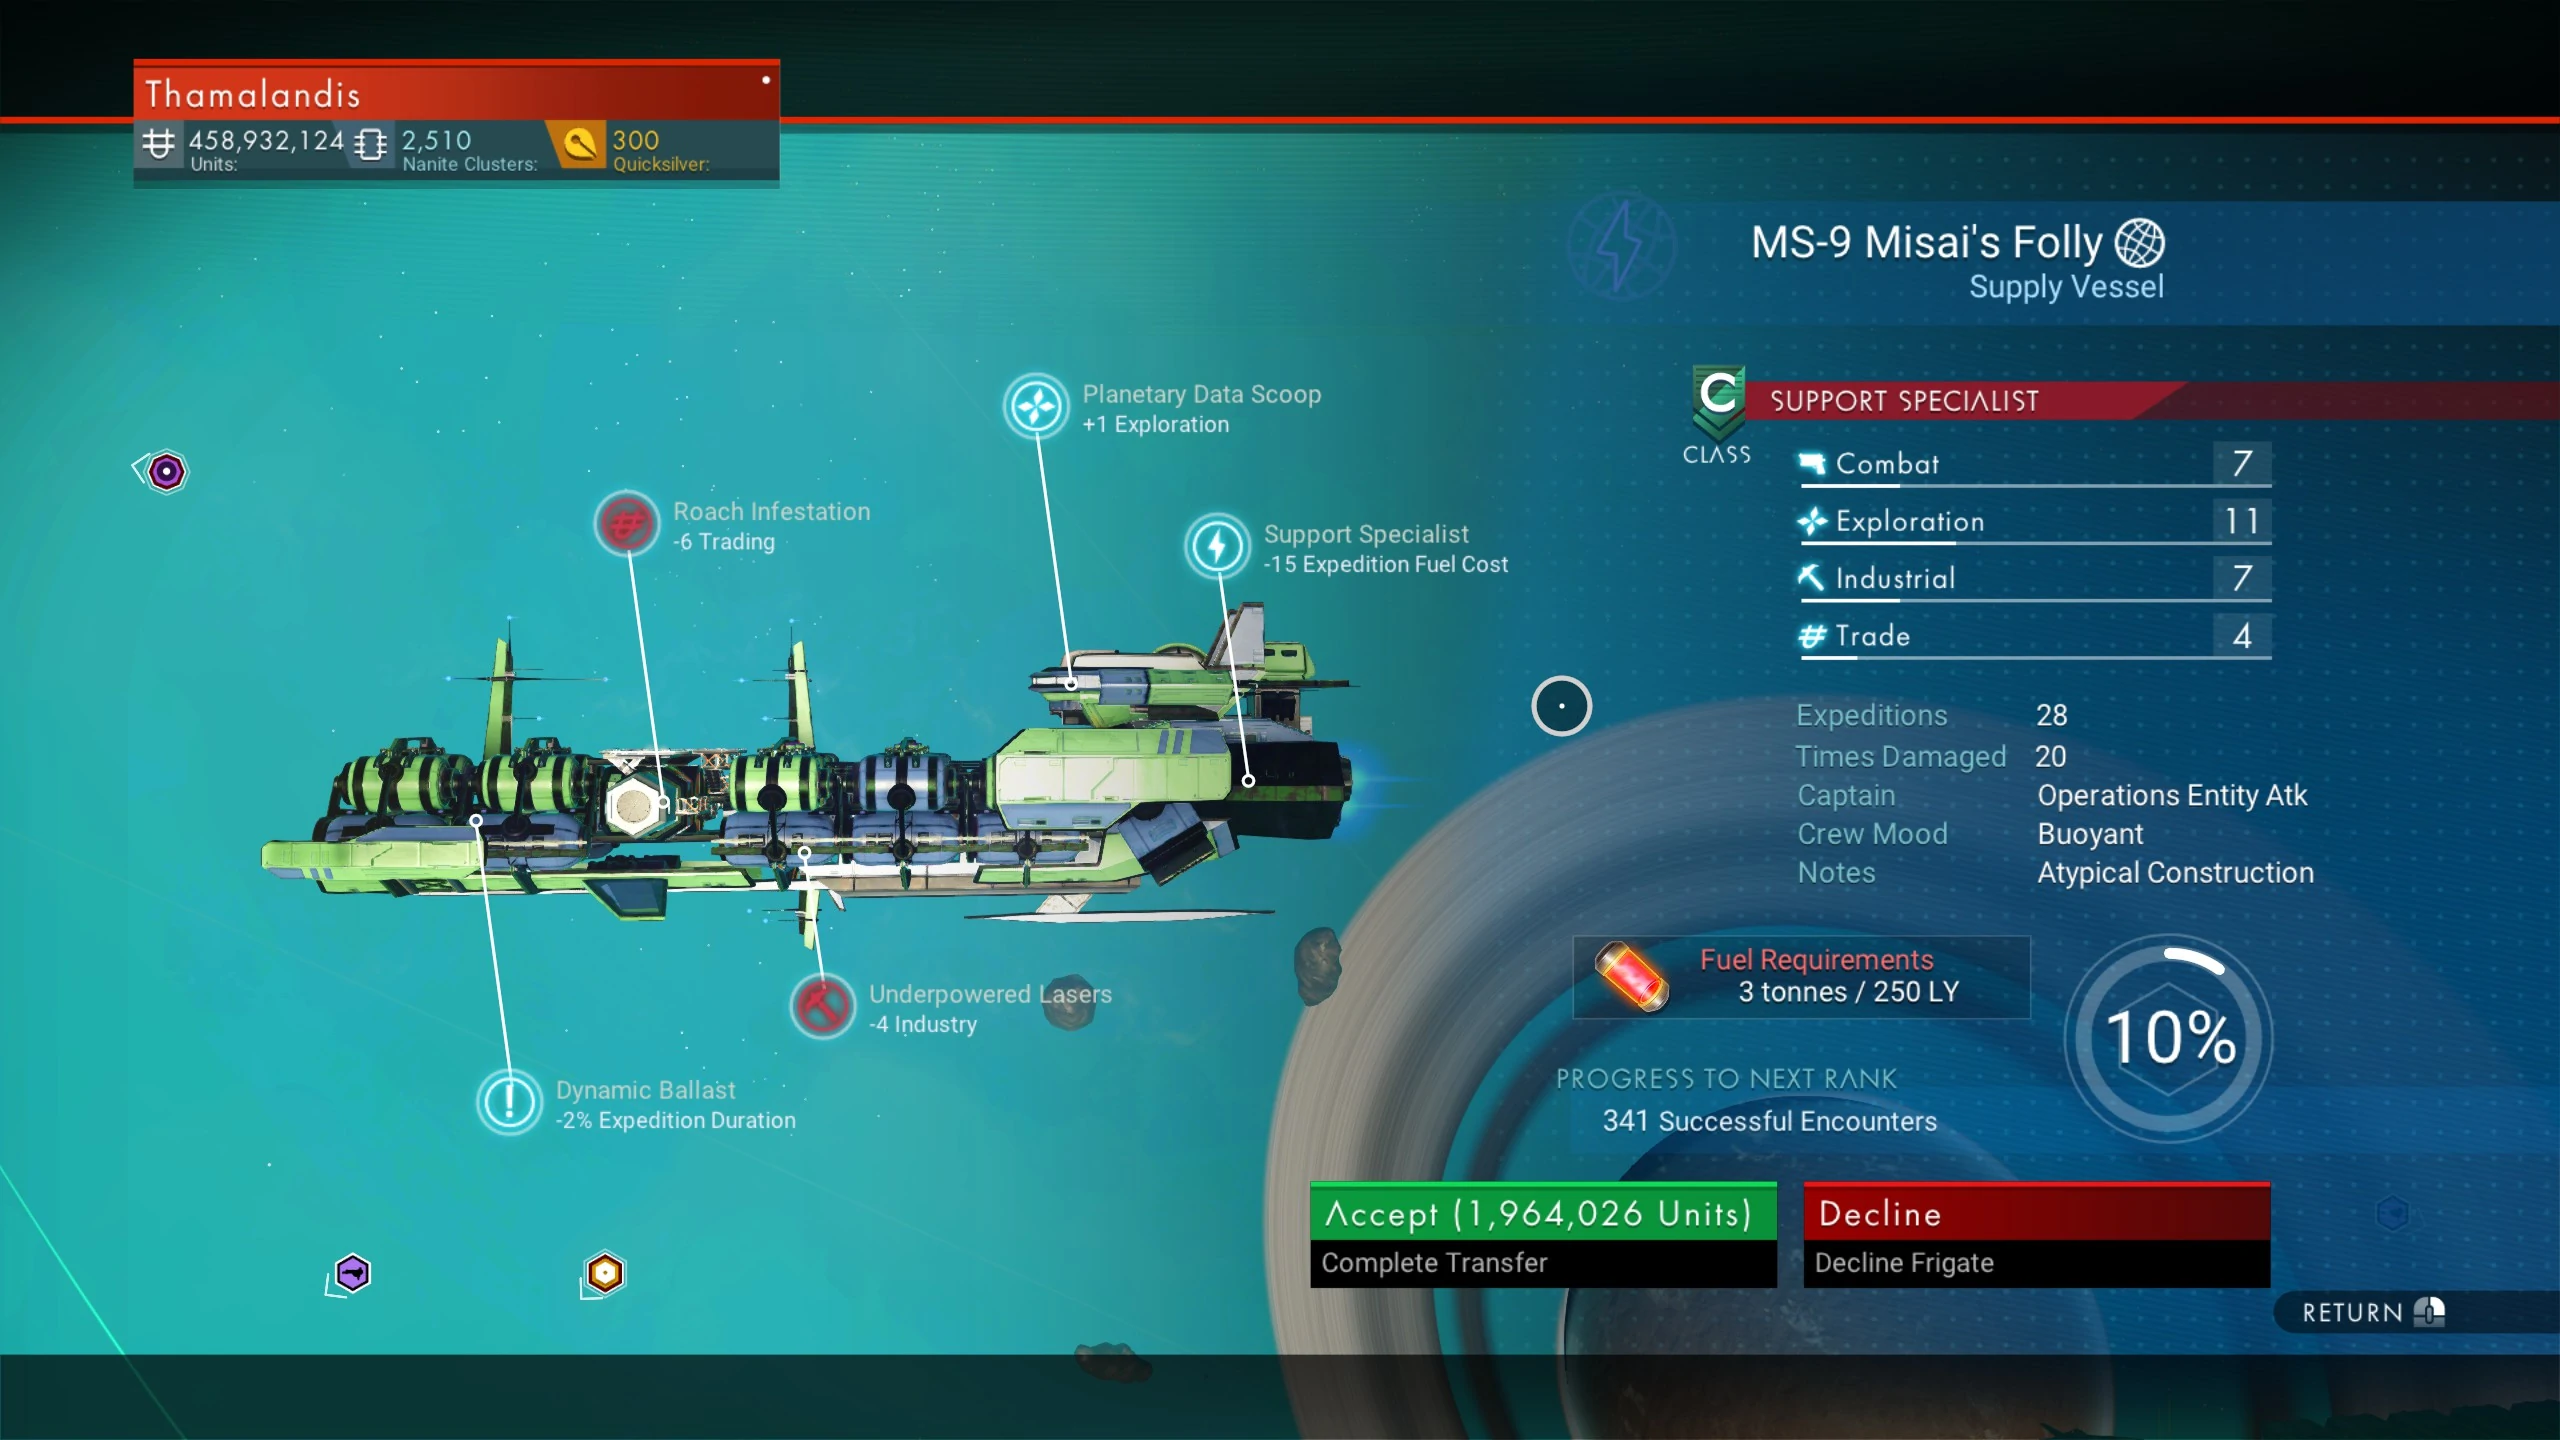 Thamalandis
458,932,124
Units:
2,510
Nanite Clusters:
300
Quicksilver:
MS-9 Misai's Folly
Supply Vessel
Planetary Data Scoop
+1 Exploration
Roach Infestation
-6 Trading
Support Specialist
-15 Expedition Fuel Cost
Underpowered Lasers
-4 Industry
Dynamic Ballast
-2% Expedition Duration
C
CLASS
SUPPORT SPECIALIST
Combat 7
Exploration 11
Industrial 7
Trade 4
Expeditions 28
Times Damaged 20
Captain Operations Entity Atk
Crew Mood Buoyant
Notes Atypical Construction
Fuel Requirements
3 tonnes / 250 LY
10%
PROGRESS TO NEXT RANK
341 Successful Encounters
Accept (1,964,026 Units)
Complete Transfer
Decline
Decline Frigate
RETURN